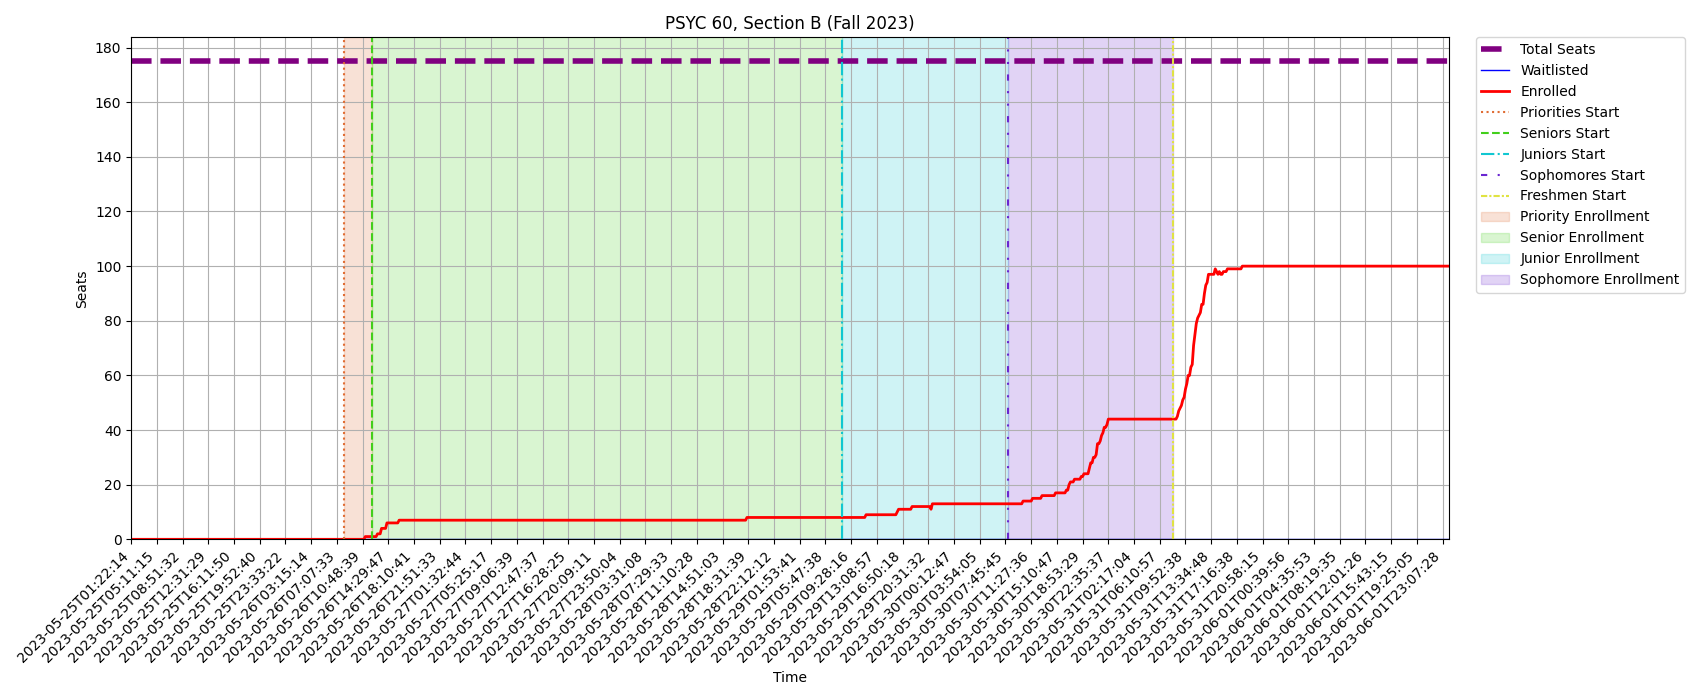 PSYC 60, Section B (Fall 2023)
Seats
180
160
140
120
100
80
60
40
20
0
2023-05-25T01:22:14
2023-05-25T05:11:15
2023-05-25T08:51:32
2023-05-25T12:31:29
2023-05-25T16:11:50
2023-05-25T19:52:40
2023-05-25T23:33:22
2023-05-26T03:15:14
2023-05-26T07:07:33
2023-05-26T10:48:39
2023-05-26T14:29:47
2023-05-26T18:10:41
2023-05-26T21:51:33
2023-05-27T01:32:44
2023-05-27T05:25:17
2023-05-27T09:06:39
2023-05-27T12:47:37
2023-05-27T16:28:25
2023-05-27T20:09:11
2023-05-27T23:50:04
2023-05-28T03:31:08
2023-05-28T07:29:33
2023-05-28T11:10:28
2023-05-28T14:51:03
2023-05-28T18:31:39
2023-05-28T22:12:12
2023-05-29T01:53:41
2023-05-29T05:47:38
2023-05-29T09:28:16
2023-05-29T13:08:57
2023-05-29T16:50:18
2023-05-29T20:31:32
2023-05-30T00:12:47
2023-05-30T03:54:05
2023-05-30T07:45:45
2023-05-30T11:27:36
2023-05-30T15:10:47
2023-05-30T18:53:29
2023-05-30T22:35:37
2023-05-31T02:17:04
2023-05-31T06:10:57
2023-05-31T09:52:38
2023-05-31T13:34:48
2023-05-31T17:16:38
2023-05-31T20:58:15
2023-06-01T00:39:56
2023-06-01T04:35:53
2023-06-01T08:19:35
2023-06-01T12:01:26
2023-06-01T15:43:15
2023-06-01T19:25:05
2023-06-01T23:07:28
Time
Total Seats
Waitlisted
Enrolled
Priorities Start
Seniors Start
Juniors Start
Sophomores Start
Freshmen Start
Priority Enrollment
Senior Enrollment
Junior Enrollment
Sophomore Enrollment